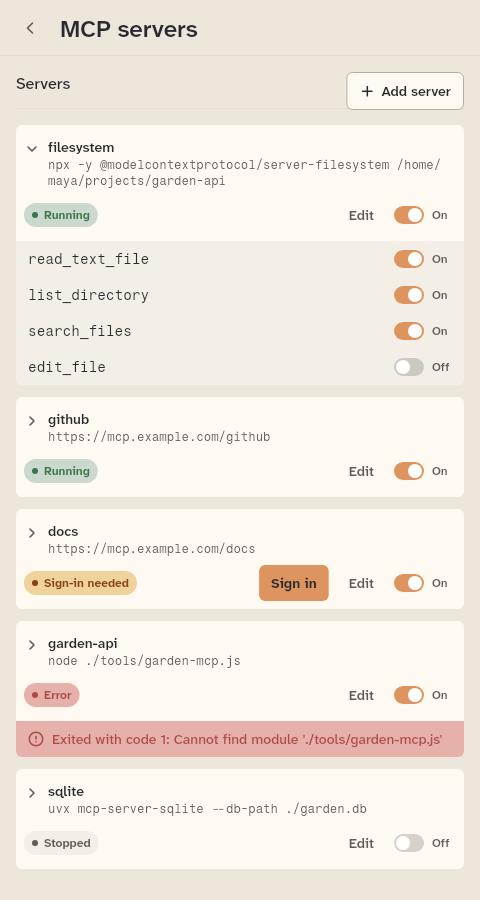 MCP servers
Servers
Add server
filesystem
npx -y @modelcontextprotocol/server-filesystem /home/
maya/projects/garden-api
Running
Edit
On
read_text_file
On
list_directory
On
search_files
On
edit_file
Off
github
https://mcp.example.com/github
Running
Edit
On
docs
https://mcp.example.com/docs
Sign-in needed
Sign in
Edit
On
garden-api
node ./tools/garden-mcp.js
Error
Edit
On
Exited with code 1: Cannot find module './tools/garden-mcp.js'
sqlite
uvx mcp-server-sqlite --db-path ./garden.db
Stopped
Edit
Off